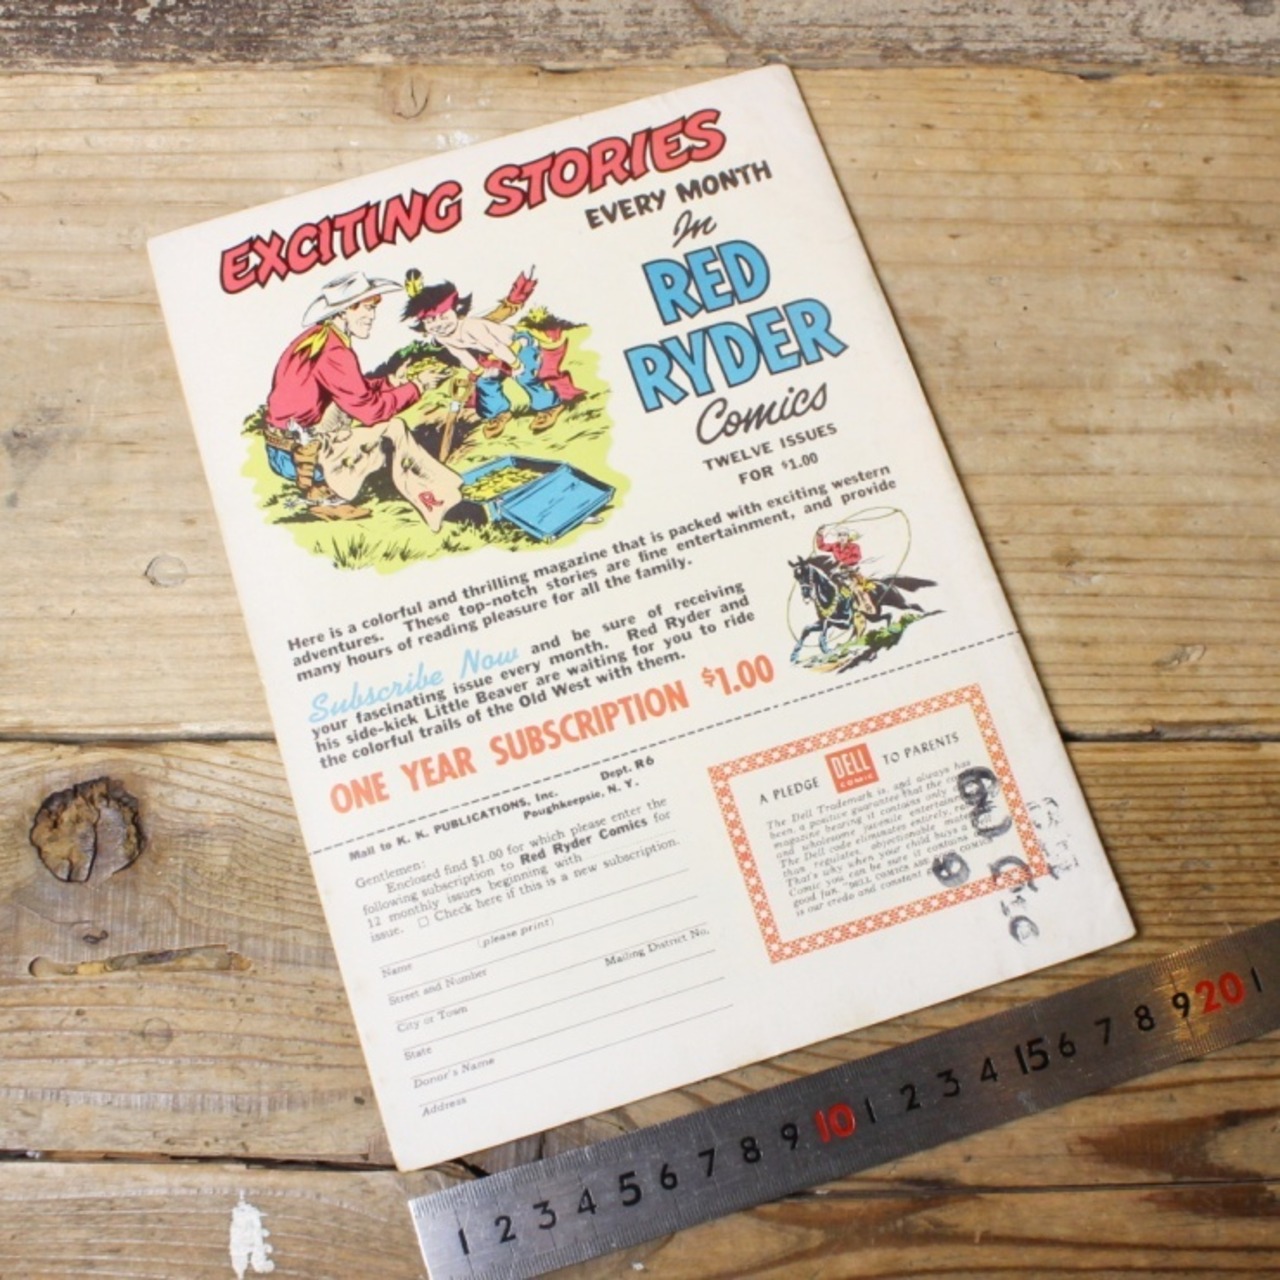 EXCITING STORIES
EVERY MONTH
In
RED
RYDER
Comics
TWELVE ISSUES
FOR $1.00
Here is a colorful and thrilling magazine that is packed with exciting western
adventures. These top-notch stories are fine entertainment, and provide
many hours of reading pleasure for all the family.
Subscribe Now and be sure of receiving
your fascinating issue every month. Red Ryder and
his side-kick Little Beaver are waiting for you to ride
the colorful trails of the Old West with them.
ONE YEAR SUBSCRIPTION $1.00
Mail to K. K. PUBLICATIONS, Inc. Dept. R6
Poughkeepsie, N. Y.
Gentlemen:
Enclosed find $1.00 for which please enter the
following subscription to Red Ryder Comics for
12 monthly issues beginning with
issue. □ Check here if this is a new subscription.
(please print)
Name
Street and Number Mailing District No.
City or Town
State
Donor's Name
Address
A PLEDGE DELL COMIC TO PARENTS
The Dell Trademark is, and always has
been, a positive guarantee that the
magazine bearing it contains only
and wholesome juvenile
The Dell code eliminates entirely,
than regulates, objectionable
That's why when your child buys a
Comic you can be sure it contains
good fun. "DELL COMICS ARE COMICS"
is our credo and constant
R
1 2 3 4 5 6 7 8 9 10 1 2 3 4 15 6 7 8 9 20 1